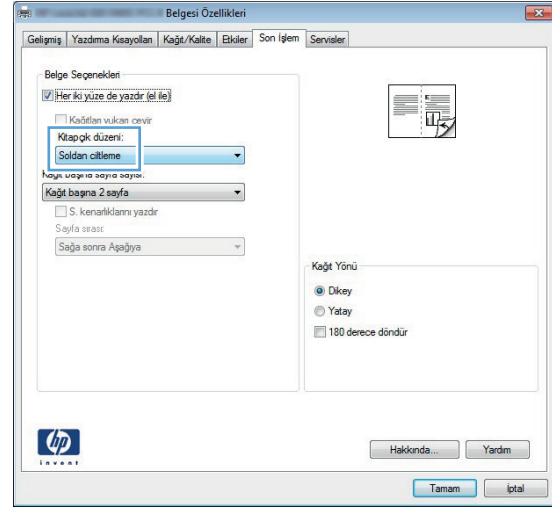 Belgesi Özellikleri
Gelişmiş Yazdırma Kısayolları Kağıt/Kalite Etkiler Son İşlem Servisler
Belge Seçenekleri
Her iki yüze de yazdır (el ile)
Kağıtları yukarı çevir
Kitapçık düzeni:
Soldan ciltleme
Kağıt başına sayfa sayısı:
Kağıt başına 2 sayfa
S. kenarlıklarını yazdır
Sayfa sırası:
Sağa sonra Aşağıya
Kağıt Yönü
Dikey
Yatay
180 derece döndür
hp
invent
Hakkında... Yardım
Tamam İptal